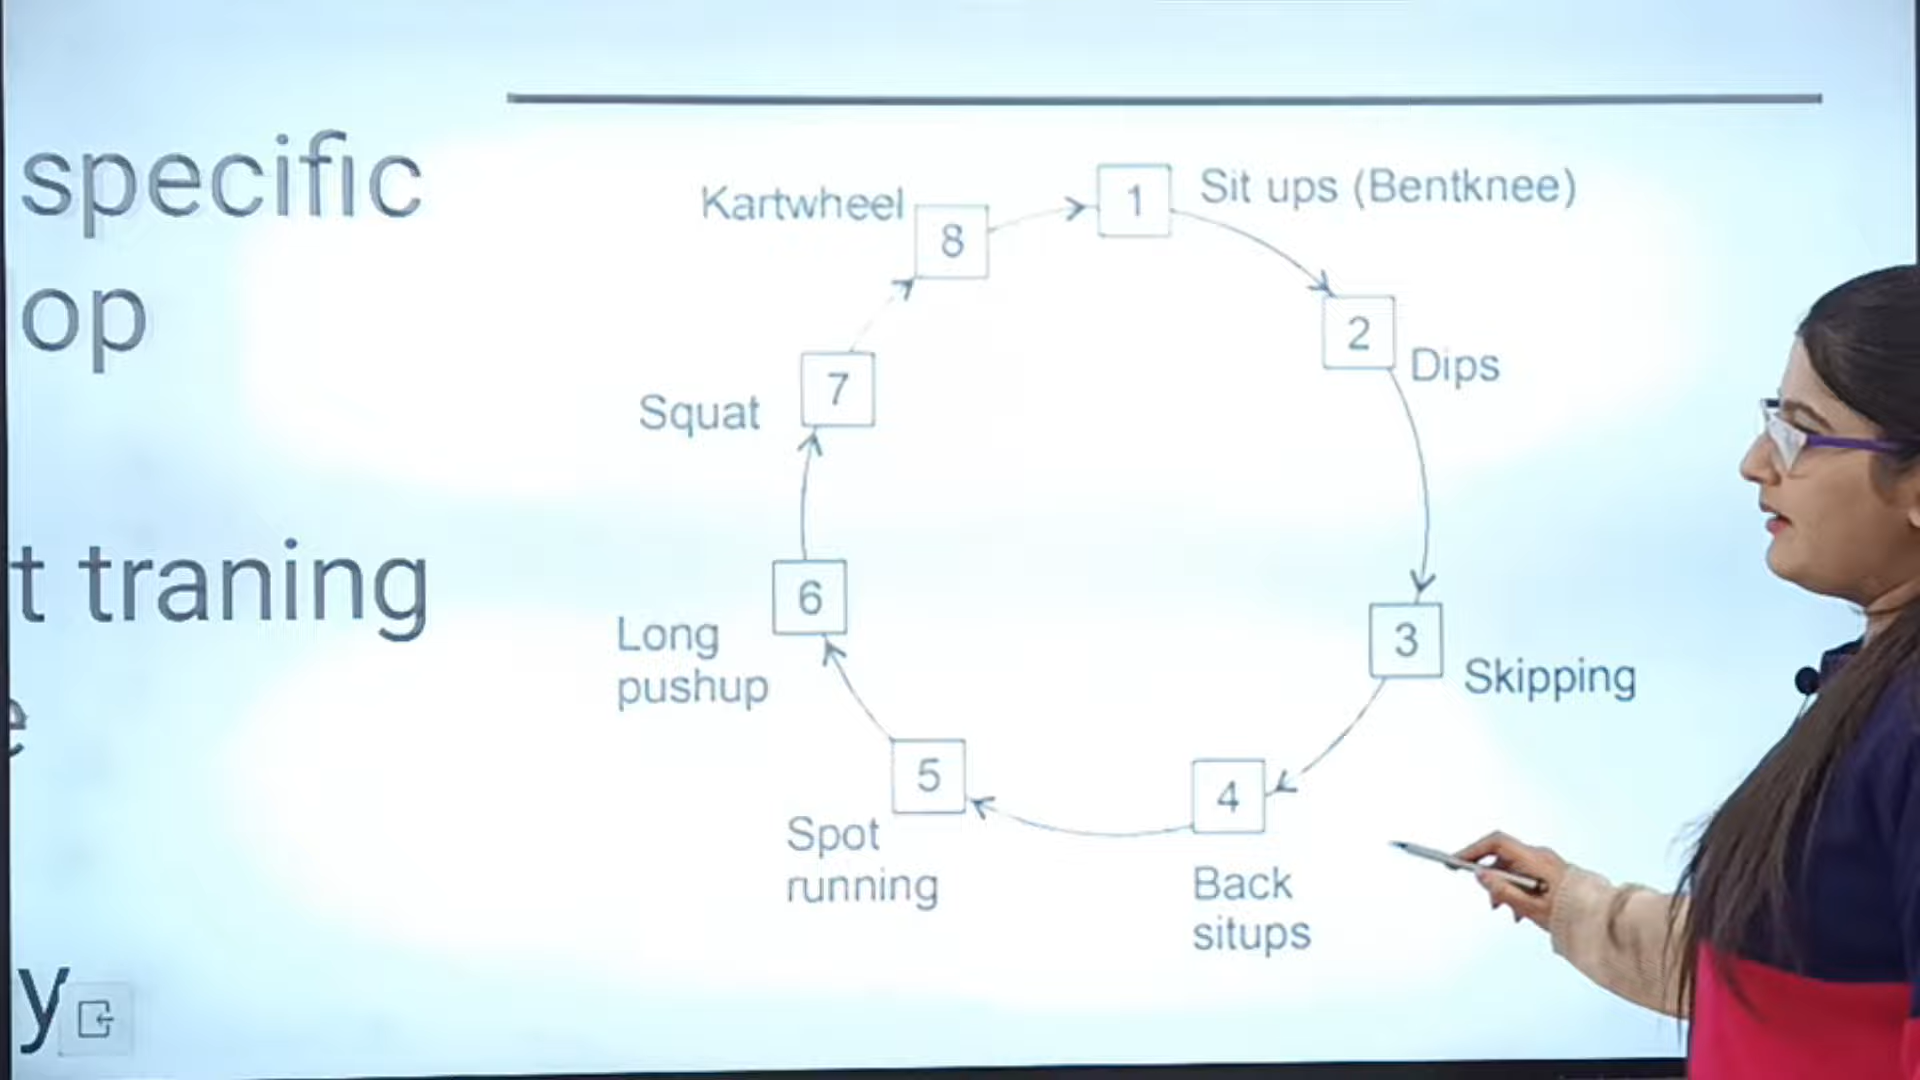 specific
op
t traning
e
y
Kartwheel
8
1
Sit ups (Bentknee)
2
Dips
7
Squat
3
Skipping
6
Long
pushup
5
Spot
running
4
Back
situps